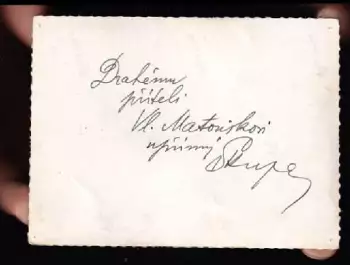 Drahému
příteli
Vl. Matouškovi
upřímný